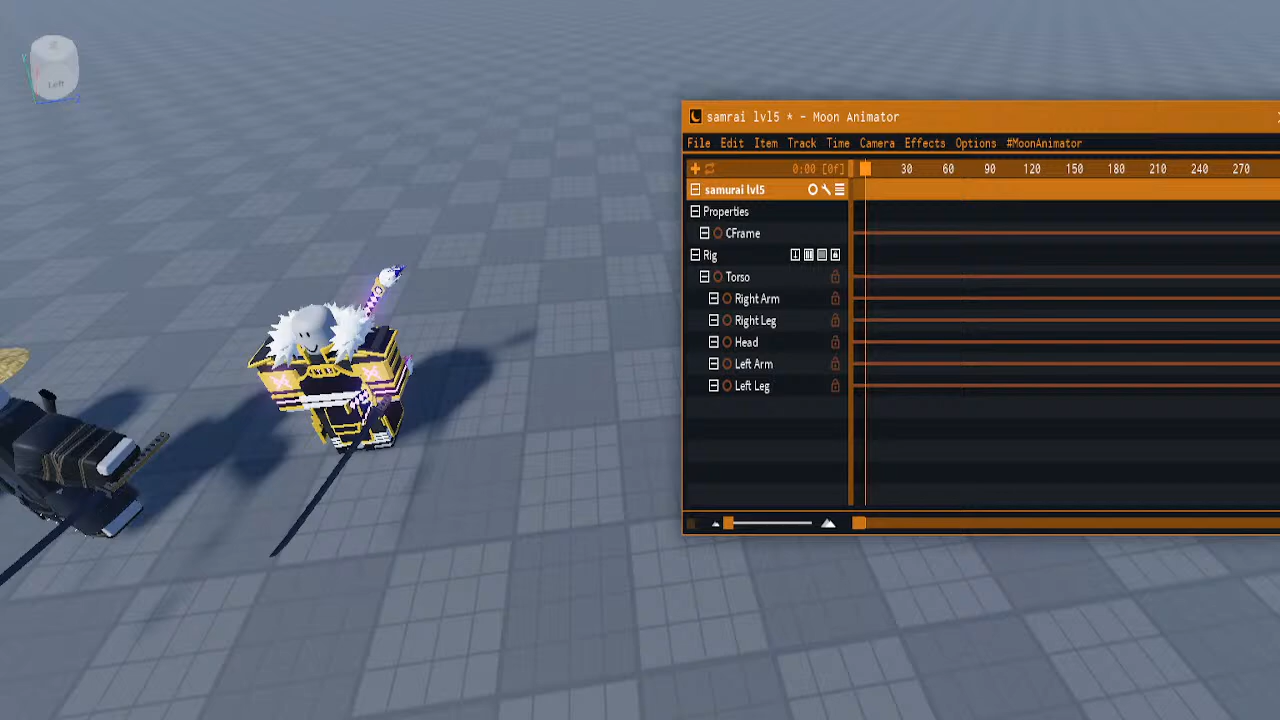 Left
samrai lvl5 * - Moon Animator
File Edit Item Track Time Camera Effects Options #MoonAnimator
0:00 [0f] 30 60 90 120 150 180 210 240 270
samurai lvl5
Properties
CFrame
Rig
Torso
Right Arm
Right Leg
Head
Left Arm
Left Leg